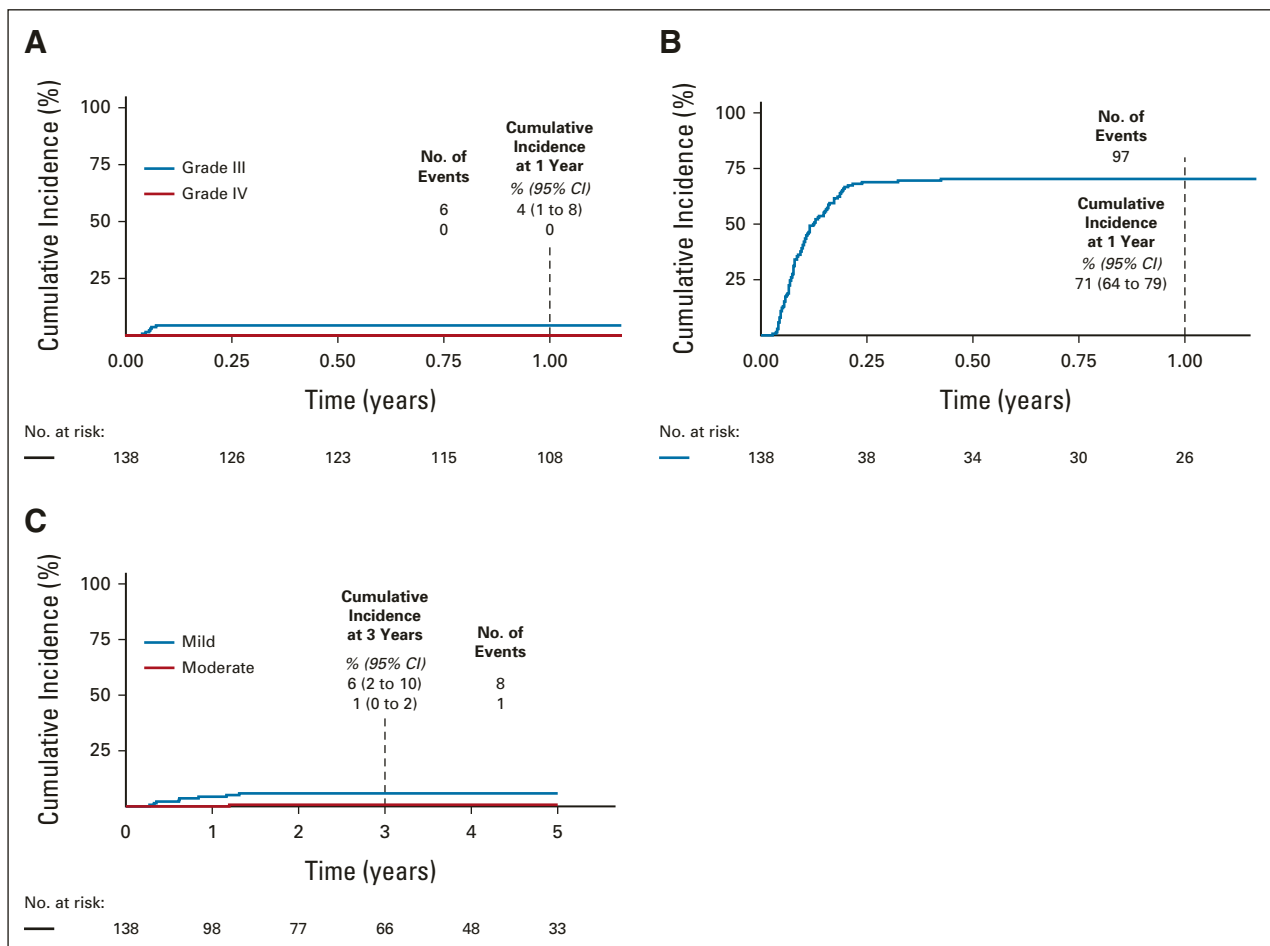 A
Cumulative Incidence (%)
100
75
50
25
Grade III
Grade IV
No. of
Events
6
0
Cumulative
Incidence
at 1 Year
% (95% CI)
4 (1 to 8)
0
0.00 0.25 0.50 0.75 1.00
Time (years)
No. at risk:
138 126 123 115 108
B
Cumulative Incidence (%)
100
75
50
25
No. of
Events
97
Cumulative
Incidence
at 1 Year
% (95% CI)
71 (64 to 79)
0.00 0.25 0.50 0.75 1.00
Time (years)
No. at risk:
138 38 34 30 26
C
Cumulative Incidence (%)
100
75
50
25
Mild
Moderate
Cumulative
Incidence
at 3 Years
% (95% CI)
6 (2 to 10)
1 (0 to 2)
No. of
Events
8
1
0 1 2 3 4 5
Time (years)
No. at risk:
138 98 77 66 48 33